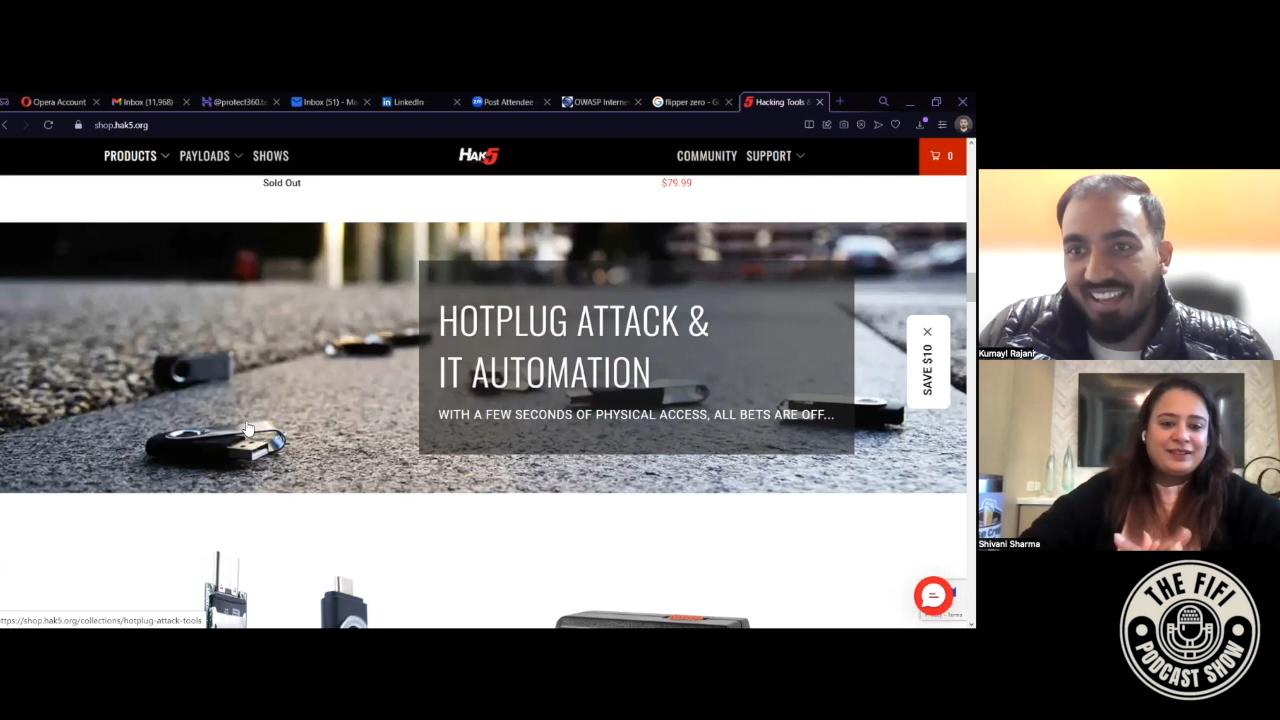 Opera Account
Inbox (11,968)
@protect360.t
Inbox (51) - Ma
LinkedIn
Post Attendee
OWASP Interne
flipper zero - G
Hacking Tools &
shop.hak5.org
PRODUCTS
PAYLOADS
SHOWS
HAK5
COMMUNITY
SUPPORT
0
Sold Out
$79.99
HOTPLUG ATTACK &
IT AUTOMATION
WITH A FEW SECONDS OF PHYSICAL ACCESS, ALL BETS ARE OFF...
SAVE $10
Kumayl Rajani
Shivani Sharma
ttps://shop.hak5.org/collections/hotplug-attack-tools
THE FIFI
PODCAST SHOW